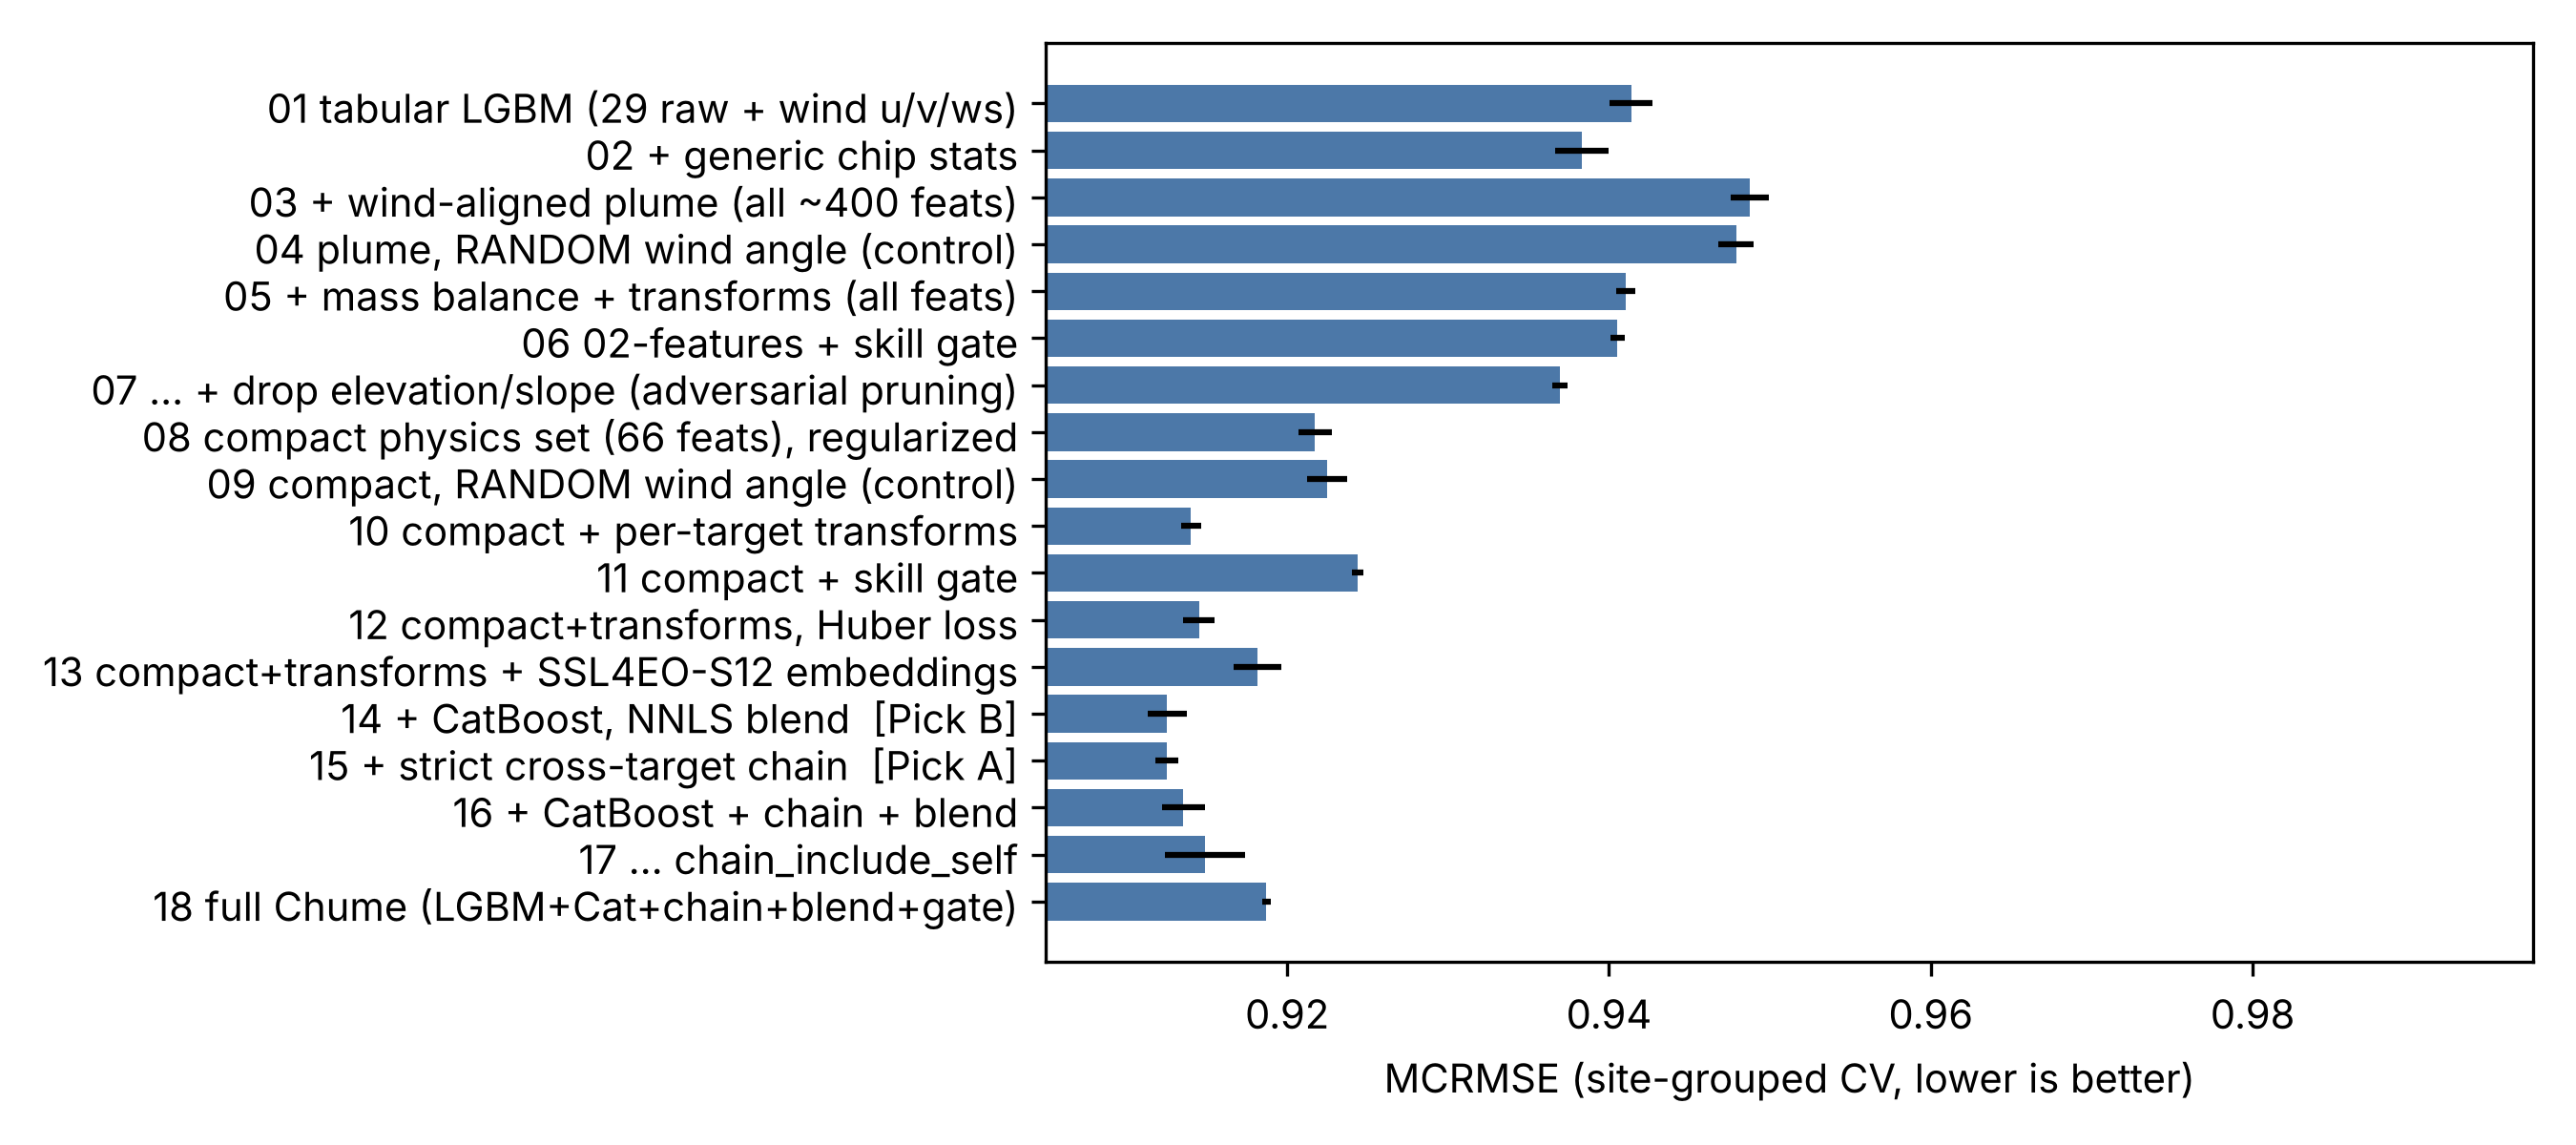 01 tabular LGBM (29 raw + wind u/v/ws)
02 + generic chip stats
03 + wind-aligned plume (all ~400 feats)
04 plume, RANDOM wind angle (control)
05 + mass balance + transforms (all feats)
06 02-features + skill gate
07 ... + drop elevation/slope (adversarial pruning)
08 compact physics set (66 feats), regularized
09 compact, RANDOM wind angle (control)
10 compact + per-target transforms
11 compact + skill gate
12 compact+transforms, Huber loss
13 compact+transforms + SSL4EO-S12 embeddings
14 + CatBoost, NNLS blend  [Pick B]
15 + strict cross-target chain  [Pick A]
16 + CatBoost + chain + blend
17 ... chain_include_self
18 full Chume (LGBM+Cat+chain+blend+gate)
0.92 0.94 0.96 0.98
MCRMSE (site-grouped CV, lower is better)